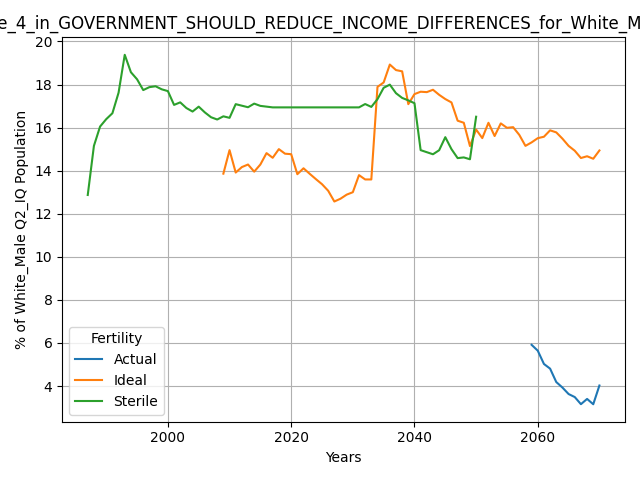 e_4_in_GOVERNMENT_SHOULD_REDUCE_INCOME_DIFFERENCES_for_White_M
% of White_Male Q2_IQ Population
20
18
16
14
12
10
8
6
4
Fertility
Actual
Ideal
Sterile
2000 2020 2040 2060
Years